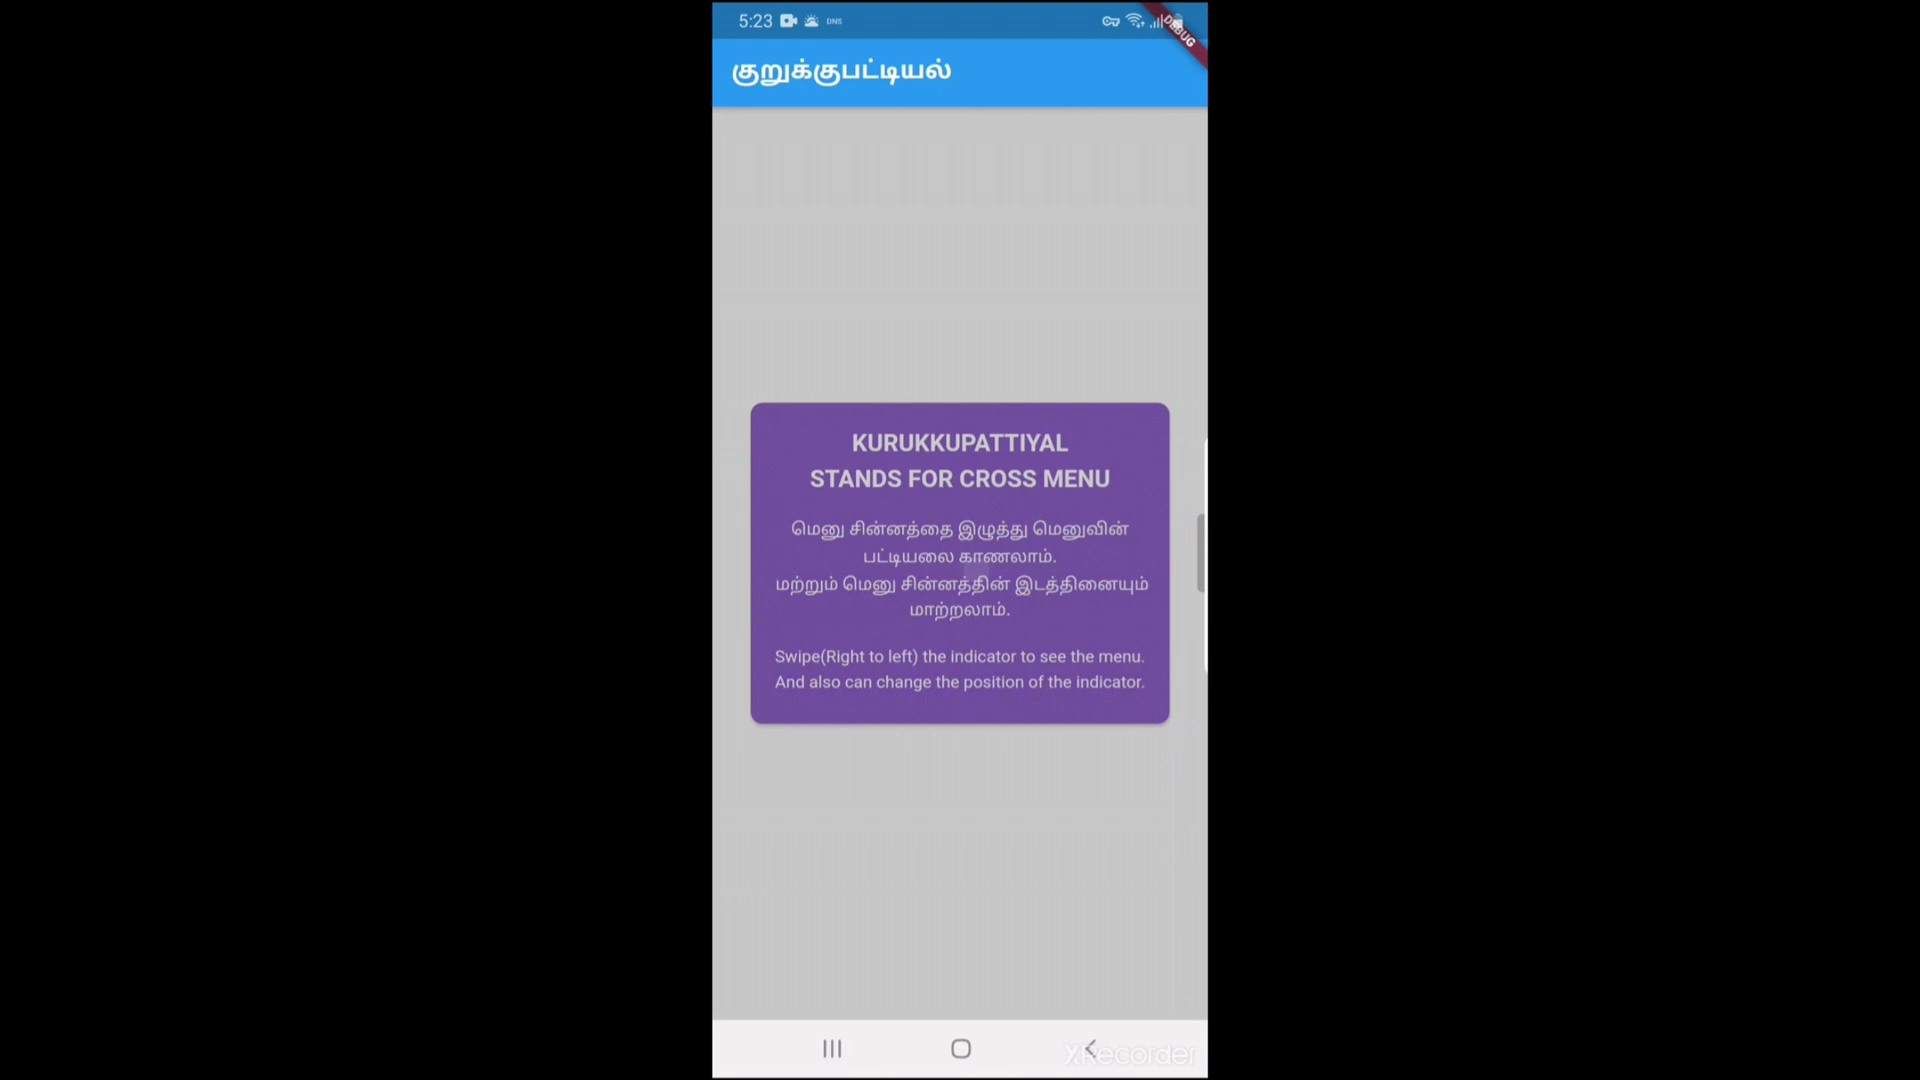 5:23 DNS
DEBUG
குறுக்குபட்டியல்
KURUKKUPATTIYAL
STANDS FOR CROSS MENU
மெனு சின்னத்தை இழுத்து மெனுவின்
பட்டியலை காணலாம்.
மற்றும் மெனு சின்னத்தின் இடத்தினையும்
மாற்றலாம்.
Swipe(Right to left) the indicator to see the menu.
And also can change the position of the indicator.
XRecorder